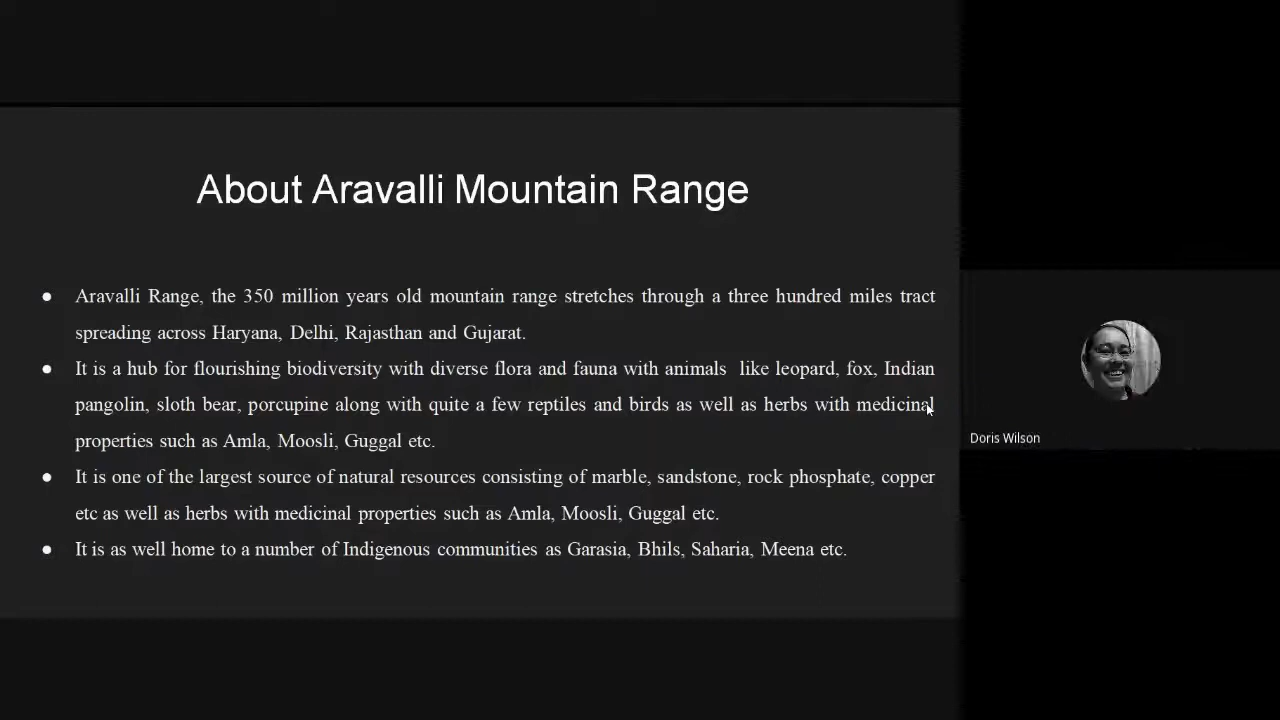 About Aravalli Mountain Range
● Aravalli Range, the 350 million years old mountain range stretches through a three hundred miles tract
spreading across Haryana, Delhi, Rajasthan and Gujarat.
● It is a hub for flourishing biodiversity with diverse flora and fauna with animals like leopard, fox, Indian
pangolin, sloth bear, porcupine along with quite a few reptiles and birds as well as herbs with medicinal
properties such as Amla, Moosli, Guggal etc.
● It is one of the largest source of natural resources consisting of marble, sandstone, rock phosphate, copper
etc as well as herbs with medicinal properties such as Amla, Moosli, Guggal etc.
● It is as well home to a number of Indigenous communities as Garasia, Bhils, Saharia, Meena etc.
Doris Wilson